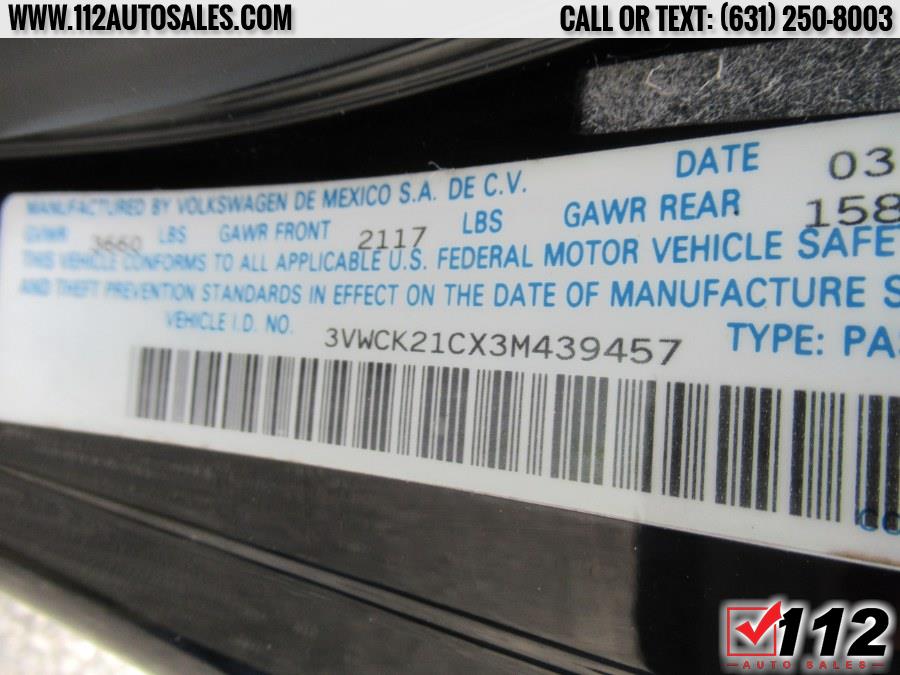 WWW.112AUTOSALES.COM CALL OR TEXT: (631) 250-8003
DATE 03
MANUFACTURED BY VOLKSWAGEN DE MEXICO S.A. DE C.V.
GVWR 3660 LBS GAWR FRONT 2117 LBS GAWR REAR 158
THIS VEHICLE CONFORMS TO ALL APPLICABLE U.S. FEDERAL MOTOR VEHICLE SAFE
AND THEFT PREVENTION STANDARDS IN EFFECT ON THE DATE OF MANUFACTURE S
VEHICLE I.D. NO. 3VWCK21CX3M439457 TYPE: PAS
CO
112
AUTO SALES